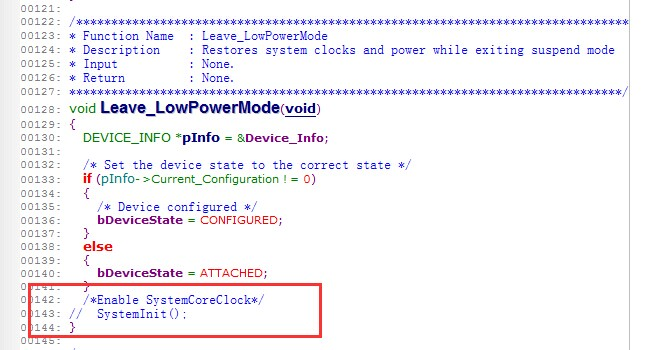 00121:
00122: /*******************************************************************************
00123: * Function Name : Leave_LowPowerMode
00124: * Description : Restores system clocks and power while exiting suspend mode
00125: * Input : None.
00126: * Return : None.
00127: *******************************************************************************/
00128: void Leave_LowPowerMode(void)
00129: {
00130: DEVICE_INFO *pInfo = &Device_Info;
00132:
00132: /* Set the device state to the correct state */
00133: if (pInfo->Current_Configuration != 0)
00134: {
00135: /* Device configured */
00136: bDeviceState = CONFIGURED;
00137: }
00138: else
00139: {
00140: bDeviceState = ATTACHED;
00141: }
00142: /*Enable SystemCoreClock*/
00143: // SystemInit();
00144: }
00145: